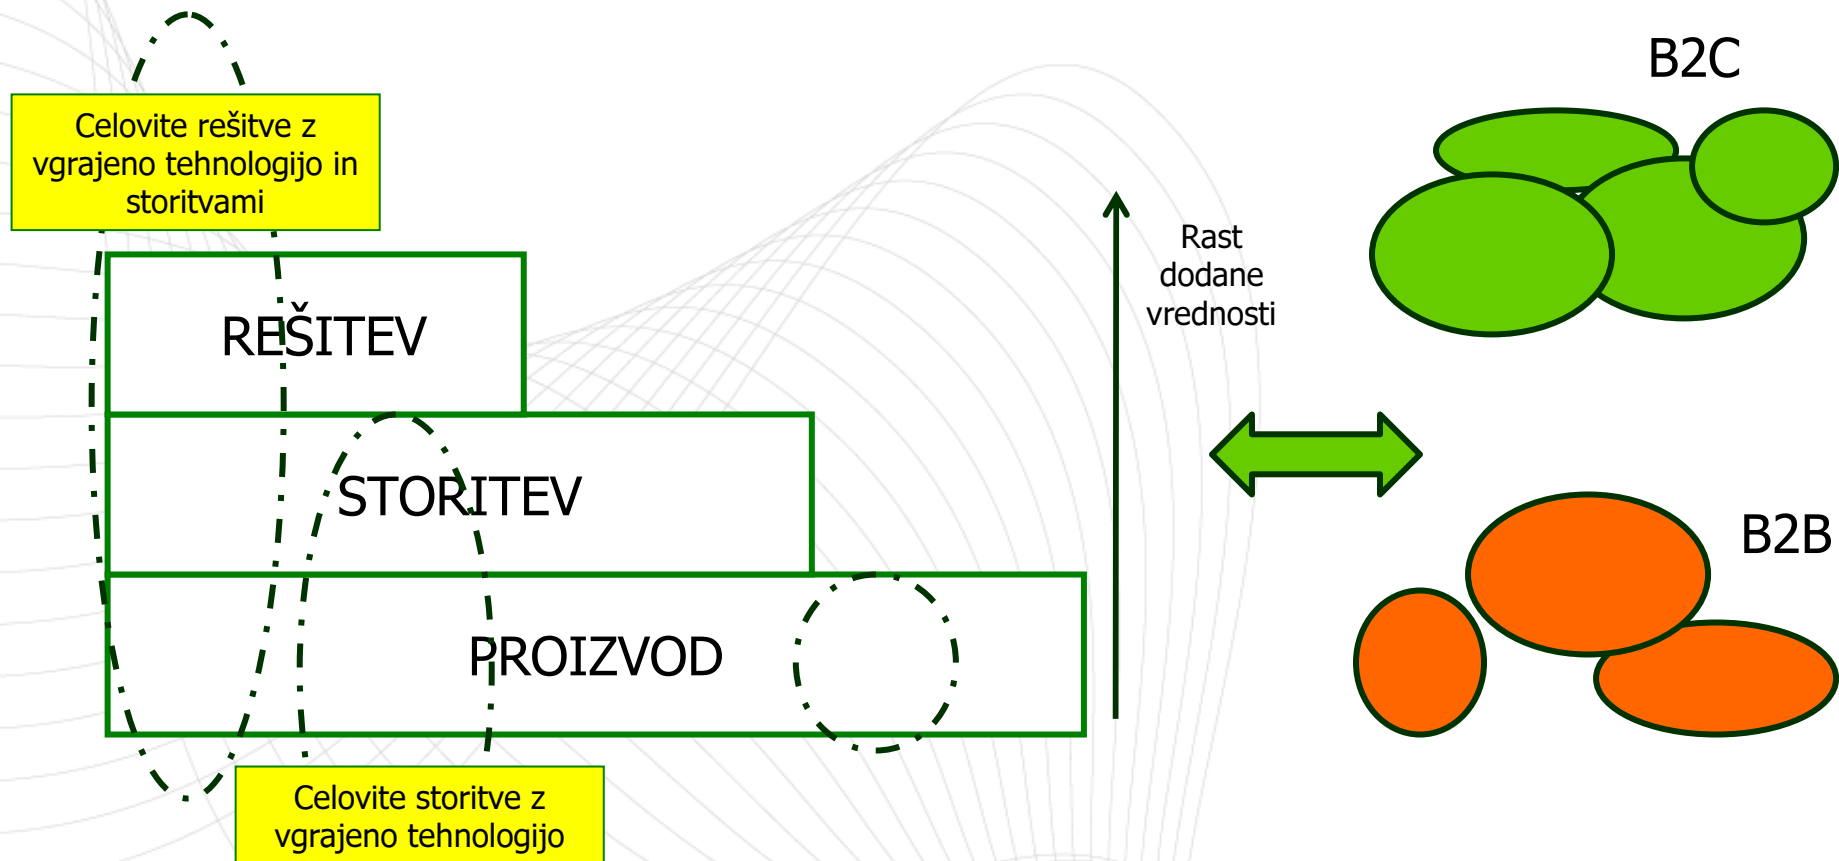 B2C
Celovite rešitve z
vgrajeno tehnologijo in
storitvami
Rast
dodane
vrednosti
REŠITEV
STORITEV
B2B
PROIZVOD
Celovite storitve z
vgrajeno tehnologijo